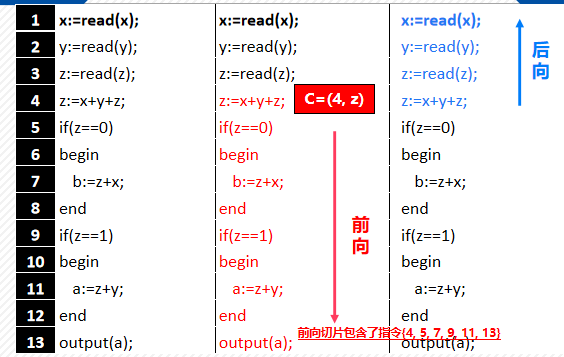 1 x:=read(x); x:=read(x); x:=read(x);
2 y:=read(y); y:=read(y); y:=read(y);
3 z:=read(z); z:=read(z); z:=read(z);
4 z:=x+y+z; z:=x+y+z; C=(4, z) z:=x+y+z;
5 if(z==0) if(z==0) if(z==0)
6 begin begin begin
7 b:=z+x; b:=z+x; b:=z+x;
8 end end end
9 if(z==1) if(z==1) if(z==1)
10 begin begin begin
11 a:=z+y; a:=z+y; a:=z+y;
12 end end end
13 output(a); output(a); output(a);
后向
前向
前向切片包含了指令{4, 5, 7, 9, 11, 13}